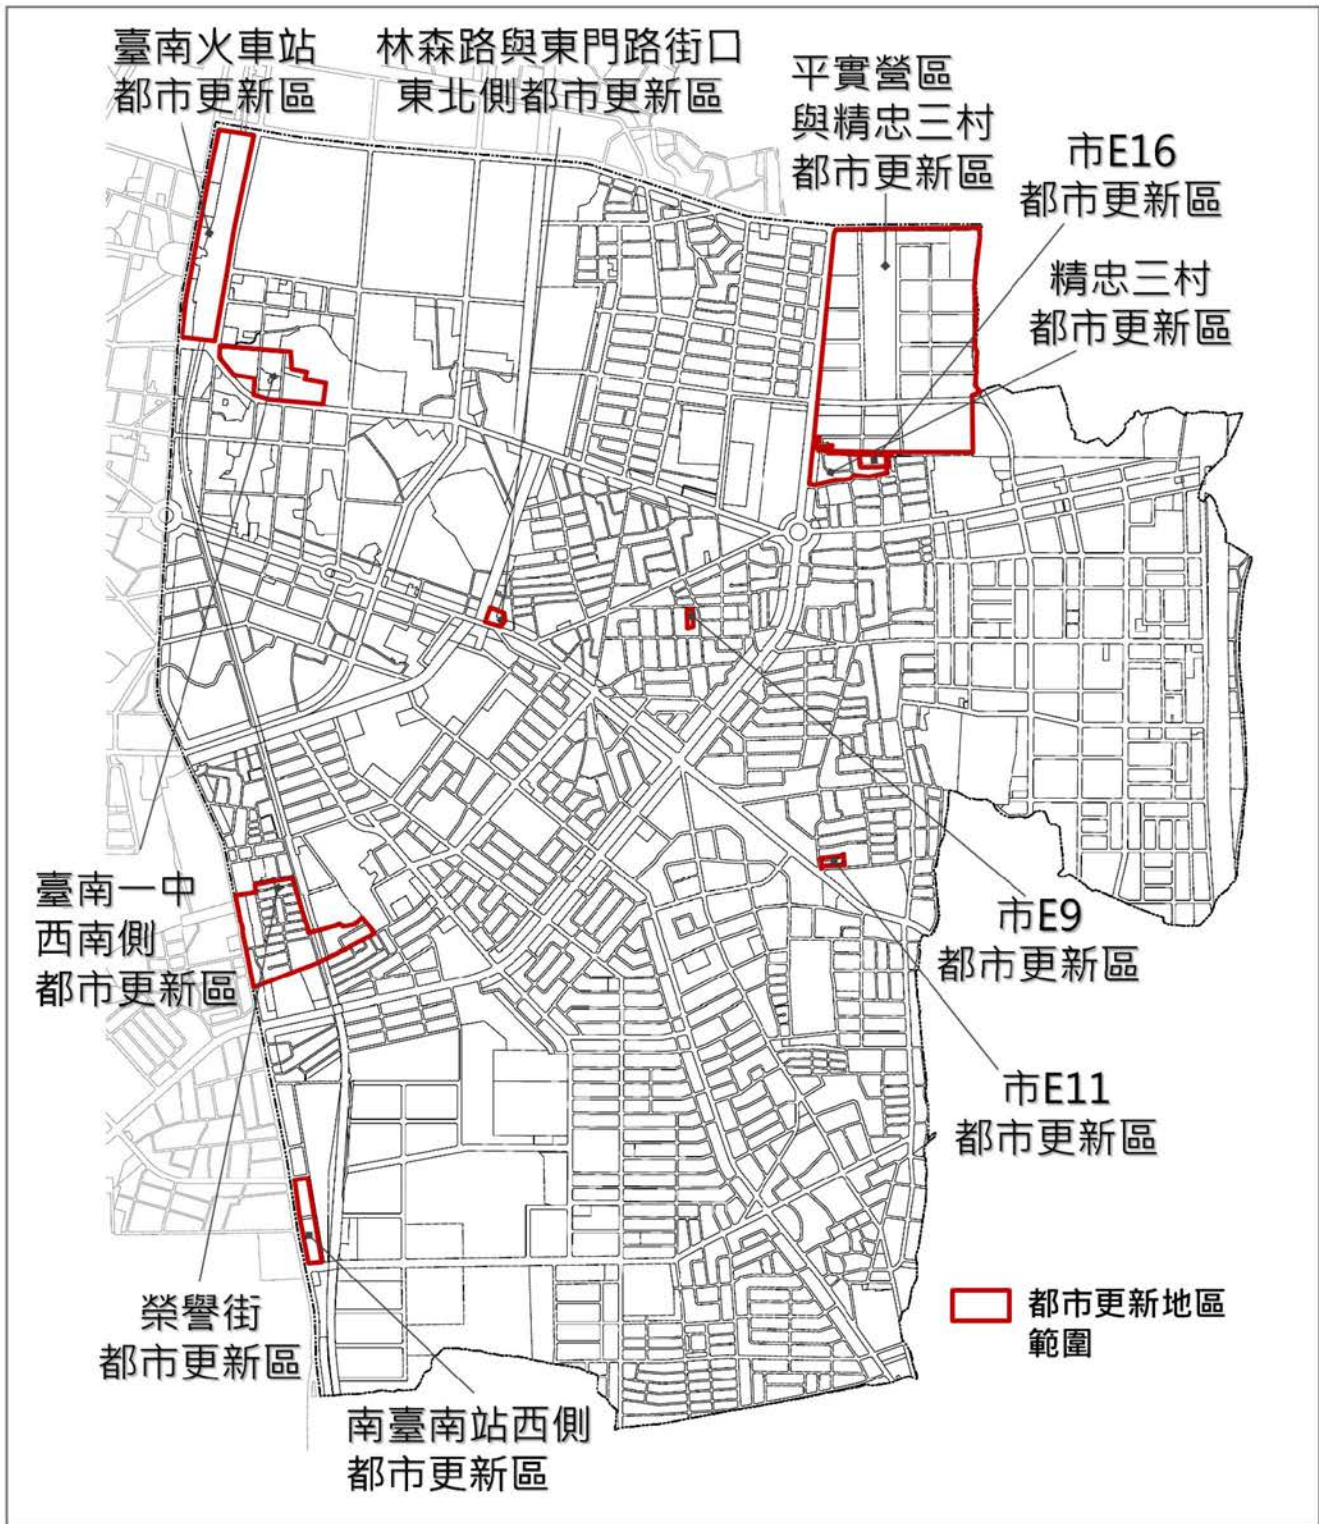 臺南火車站
都市更新區
林森路與東門路街口
東北側都市更新區
平實營區
與精忠三村
都市更新區
市E16
都市更新區
精忠三村
都市更新區
臺南一中
西南側
都市更新區
市E9
都市更新區
市E11
都市更新區
榮譽街
都市更新區
南臺南站西側
都市更新區
都市更新地區
範圍